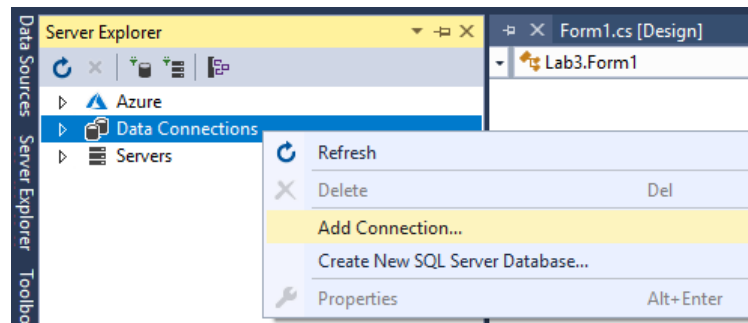 Data Sources
Server Explorer
Toolbo
Server Explorer
Azure
Data Connections
Servers
Refresh
Delete Del
Add Connection...
Create New SQL Server Database...
Properties Alt+Enter
Form1.cs [Design]
Lab3.Form1